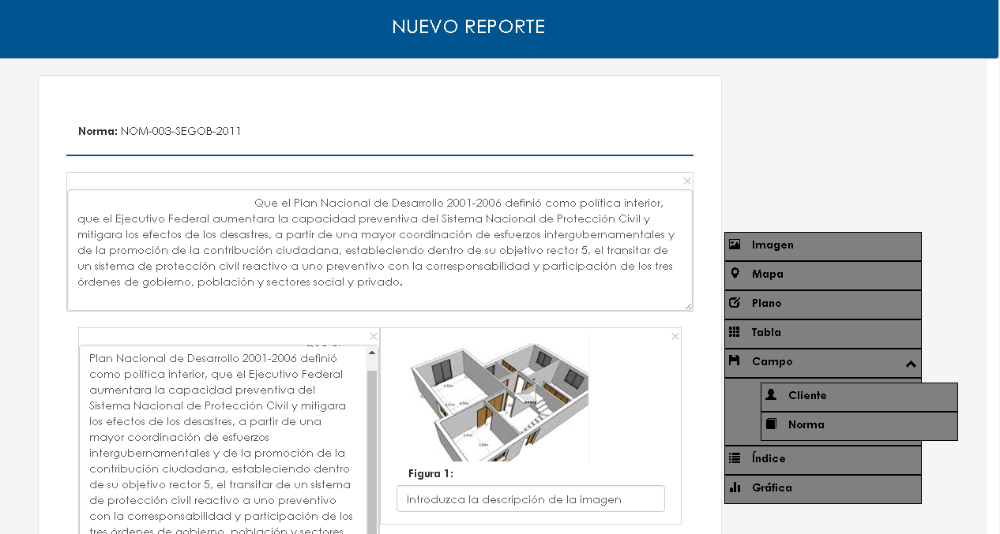 NUEVO REPORTE
Norma: NOM-003-SEGOB-2011
Que el Plan Nacional de Desarrollo 2001-2006 definió como política interior,
que el Ejecutivo Federal aumentara la capacidad preventiva del Sistema Nacional de Protección Civil y
mitigara los efectos de los desastres, a partir de una mayor coordinación de esfuerzos intergubernamentales y
de la promoción de la contribución ciudadana, estableciendo dentro de su objetivo rector 5, el transitar de
un sistema de protección civil reactivo a uno preventivo con la corresponsabilidad y participación de los tres
órdenes de gobierno, población y sectores social y privado.
Plan Nacional de Desarrollo 2001-2006 definió
como política interior, que el Ejecutivo Federal
aumentara la capacidad preventiva del
Sistema Nacional de Protección Civil y mitigara
los efectos de los desastres, a partir de una
mayor coordinación de esfuerzos
intergubernamentales y de la promoción de la
contribución ciudadana, estableciendo dentro
de su objetivo rector 5, el transitar de un sistema
de protección civil reactivo a uno preventivo
con la corresponsabilidad y participación de los
tres órdenes de gobierno, población y sectores
Figura 1:
Introduzca la descripción de la imagen
Imagen
Mapa
Plano
Tabla
Campo
Cliente
Norma
Índice
Gráfica